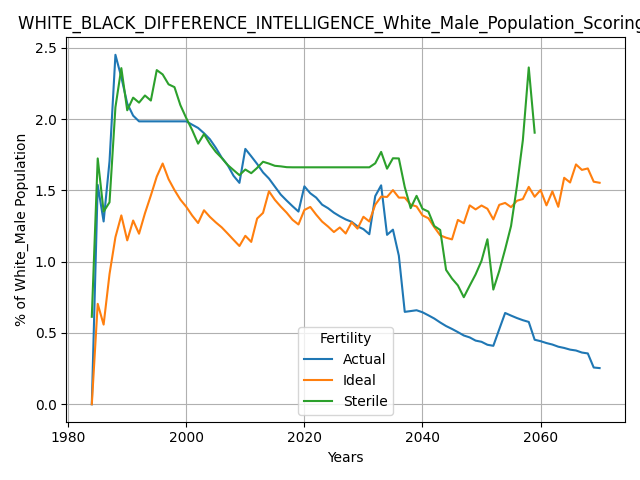 WHITE_BLACK_DIFFERENCE_INTELLIGENCE_White_Male_Population_Scoring
2.5
2.0
1.5
1.0
0.5
0.0
% of White_Male Population
Fertility
Actual
Ideal
Sterile
1980
2000
2020
2040
2060
Years